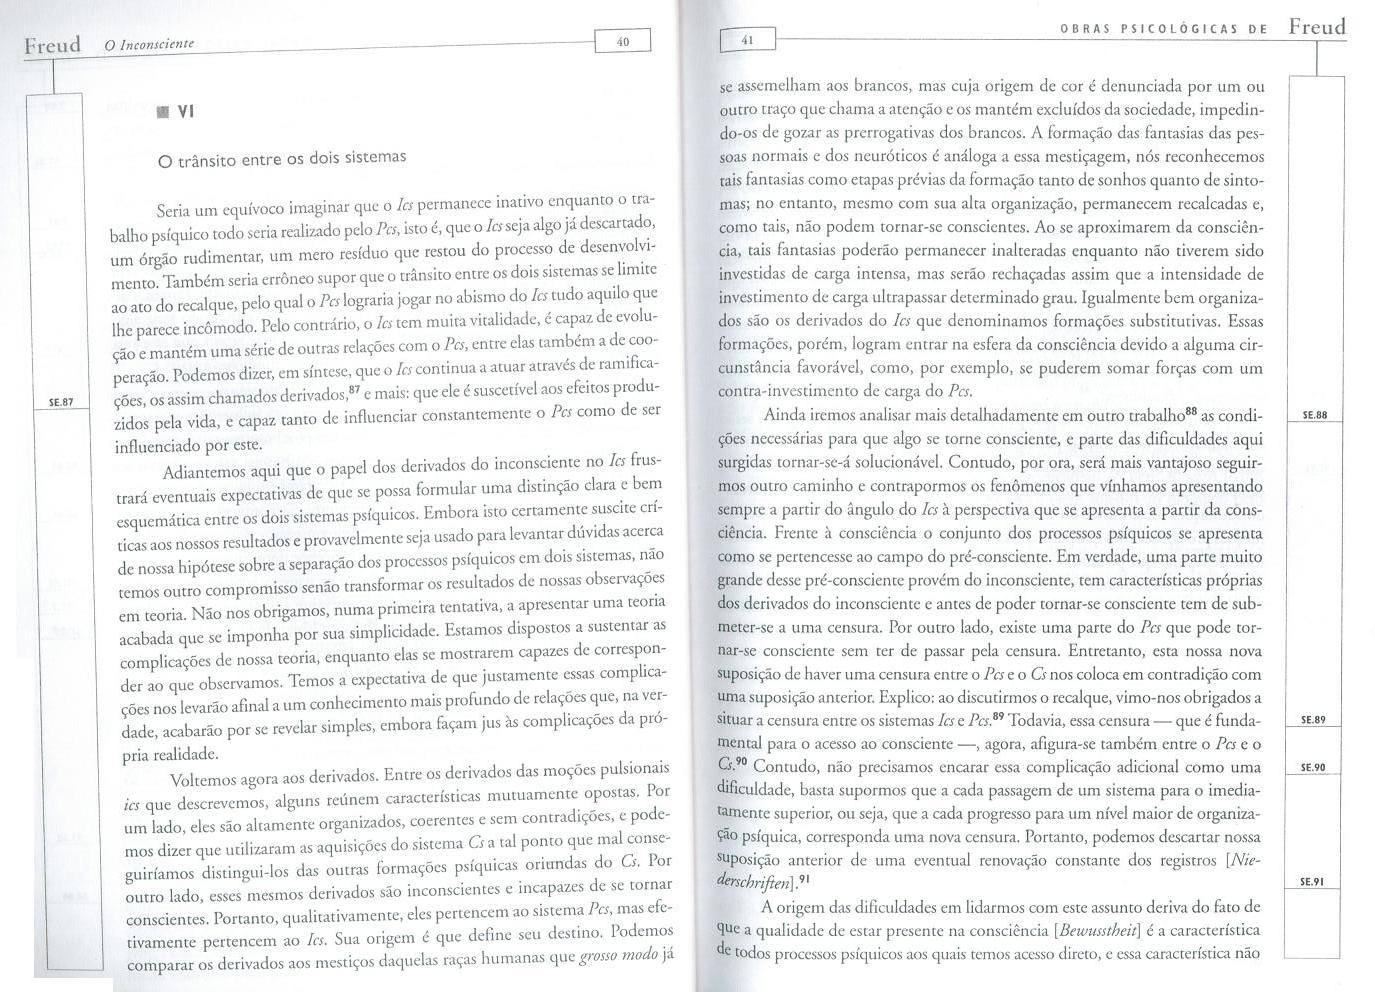 Freud O Inconsciente 40
VI
O trânsito entre os dois sistemas
Seria um equívoco imaginar que o Ics permanece inativo enquanto o tra-
balho psíquico todo seria realizado pelo Pcs, isto é, que o Ics seja algo já descartado,
um órgão rudimentar, um mero resíduo que restou do processo de desenvolvi-
mento. Também seria errôneo supor que o trânsito entre os dois sistemas se limite
ao ato do recalque, pelo qual o Pcs lograria jogar no abismo do Ics tudo aquilo que
lhe parece incômodo. Pelo contrário, o Ics tem muita vitalidade, é capaz de evolu-
ção e mantém uma série de outras relações com o Pcs, entre elas também a de coo-
peração. Podemos dizer, em síntese, que o Ics continua a atuar através de ramifica-
ções, os assim chamados derivados,87 e mais: que ele é suscetível aos efeitos produ-
SE.87
zidos pela vida, e capaz tanto de influenciar constantemente o Pcs como de ser
influenciado por este.
Adiantemos aqui que o papel dos derivados do inconsciente no Ics frus-
trará eventuais expectativas de que se possa formular uma distinção clara e bem
esquemática entre os dois sistemas psíquicos. Embora isto certamente suscite crí-
ticas aos nossos resultados e provavelmente seja usado para levantar dúvidas acerca
de nossa hipótese sobre a separação dos processos psíquicos em dois sistemas, não
temos outro compromisso senão transformar os resultados de nossas observações
em teoria. Não nos obrigamos, numa primeira tentativa, a apresentar uma teoria
acabada que se imponha por sua simplicidade. Estamos dispostos a sustentar as
complicações de nossa teoria, enquanto elas se mostrarem capazes de correspon-
der ao que observamos. Temos a expectativa de que justamente essas complica-
ções nos levarão afinal a um conhecimento mais profundo de relações que, na ver-
dade, acabarão por se revelar simples, embora façam jus às complicações da pró-
pria realidade.
Voltemos agora aos derivados. Entre os derivados das moções pulsionais
ics que descrevemos, alguns reúnem características mutuamente opostas. Por
um lado, eles são altamente organizados, coerentes e sem contradições, e pode-
mos dizer que utilizaram as aquisições do sistema Cs a tal ponto que mal conse-
guiríamos distingui-los das outras formações psíquicas oriundas do Cs. Por
outro lado, esses mesmos derivados são inconscientes e incapazes de se tornar
conscientes. Portanto, qualitativamente, eles pertencem ao sistema Pcs, mas efe-
tivamente pertencem ao Ics. Sua origem é que define seu destino. Podemos
comparar os derivados aos mestiços daquelas raças humanas que grosso modo já
41 OBRAS PSICOLÓGICAS DE Freud
se assemelham aos brancos, mas cuja origem de cor é denunciada por um ou
outro traço que chama a atenção e os mantém excluídos da sociedade, impedin-
do-os de gozar as prerrogativas dos brancos. A formação das fantasias das pes-
soas normais e dos neuróticos é análoga a essa mestiçagem, nós reconhecemos
tais fantasias como etapas prévias da formação tanto de sonhos quanto de sinto-
mas; no entanto, mesmo com sua alta organização, permanecem recalcadas e,
como tais, não podem tornar-se conscientes. Ao se aproximarem da consciên-
cia, tais fantasias poderão permanecer inalteradas enquanto não tiverem sido
investidas de carga intensa, mas serão rechaçadas assim que a intensidade de
investimento de carga ultrapassar determinado grau. Igualmente bem organiza-
dos são os derivados do Ics que denominamos formações substitutivas. Essas
formações, porém, logram entrar na esfera da consciência devido a alguma cir-
cunstância favorável, como, por exemplo, se puderem somar forças com um
contra-investimento de carga do Pcs.
Ainda iremos analisar mais detalhadamente em outro trabalho88 as condi-
SE.88
ções necessárias para que algo se torne consciente, e parte das dificuldades aqui
surgidas tornar-se-á solucionável. Contudo, por ora, será mais vantajoso seguir-
mos outro caminho e contrapormos os fenômenos que vínhamos apresentando
sempre a partir do ângulo do Ics à perspectiva que se apresenta a partir da cons-
ciência. Frente à consciência o conjunto dos processos psíquicos se apresenta
como se pertencesse ao campo do pré-consciente. Em verdade, uma parte muito
grande desse pré-consciente provém do inconsciente, tem características próprias
dos derivados do inconsciente e antes de poder tornar-se consciente tem de sub-
meter-se a uma censura. Por outro lado, existe uma parte do Pcs que pode tor-
nar-se consciente sem ter de passar pela censura. Entretanto, esta nossa nova
suposição de haver uma censura entre o Pcs e o Cs nos coloca em contradição com
uma suposição anterior. Explico: ao discutirmos o recalque, vimo-nos obrigados a
situar a censura entre os sistemas Ics e Pcs.89 Todavia, essa censura — que é funda-
SE.89
mental para o acesso ao consciente —, agora, afigura-se também entre o Pcs e o
Cs.90 Contudo, não precisamos encarar essa complicação adicional como uma
SE.90
dificuldade, basta supormos que a cada passagem de um sistema para o imedia-
tamente superior, ou seja, que a cada progresso para um nível maior de organiza-
ção psíquica, corresponda uma nova censura. Portanto, podemos descartar nossa
suposição anterior de uma eventual renovação constante dos registros [Nie-
derschriften].91
SE.91
A origem das dificuldades em lidarmos com este assunto deriva do fato de
que a qualidade de estar presente na consciência [Bewusstheit] é a característica
de todos processos psíquicos aos quais temos acesso direto, e essa característica não